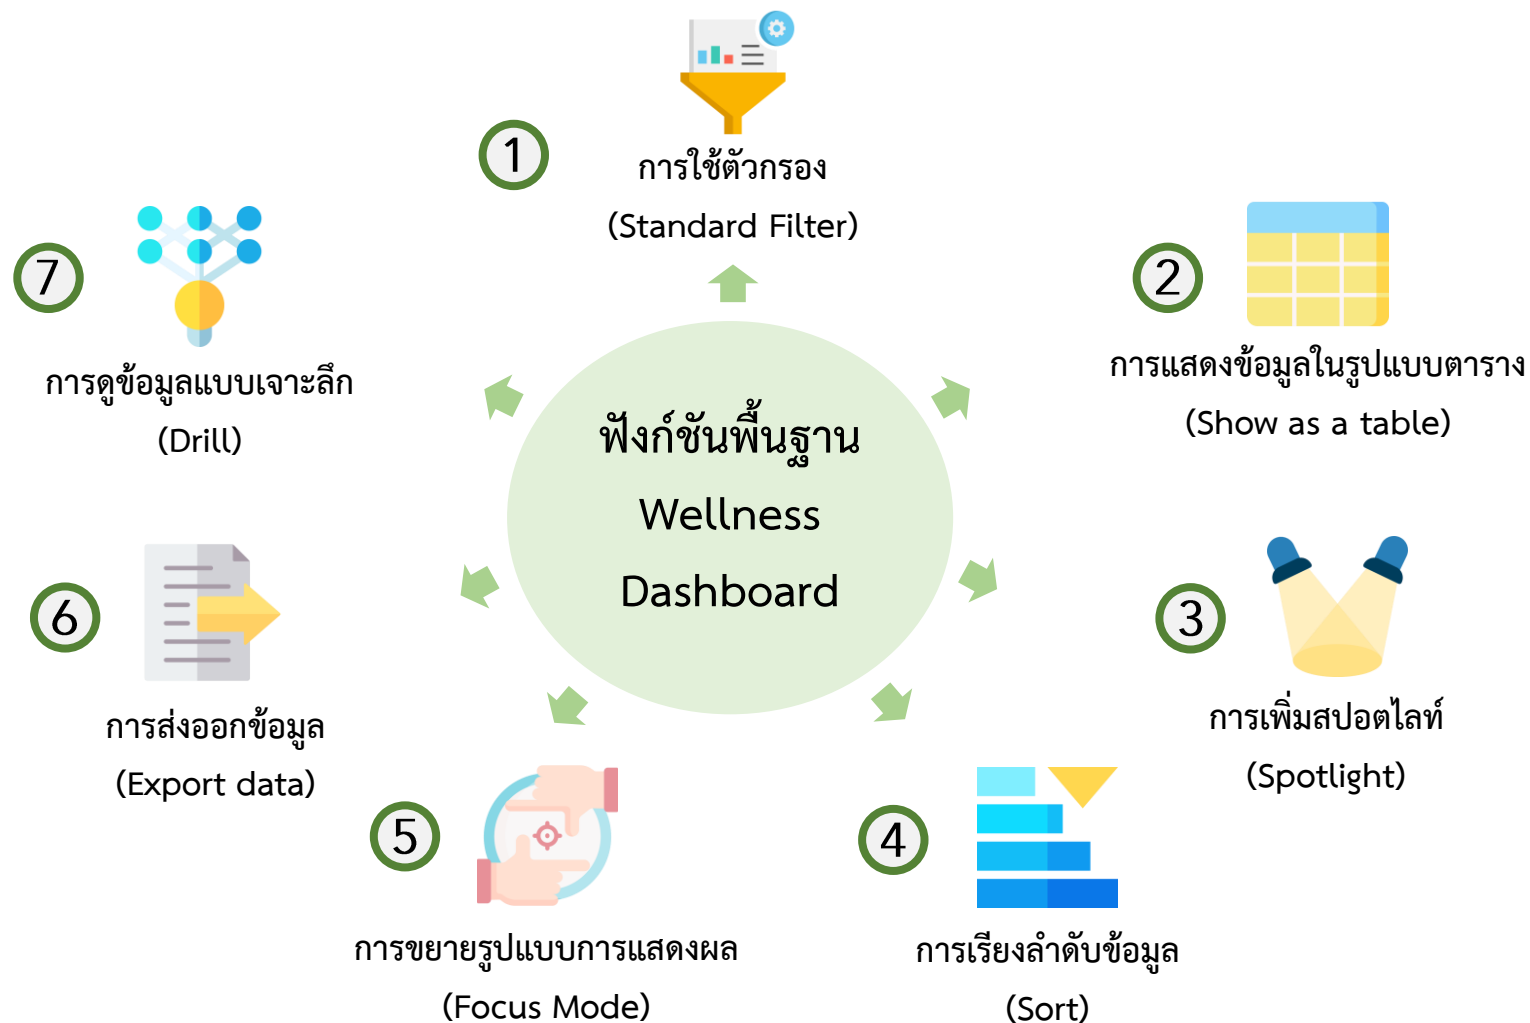 ฟังก์ชันพื้นฐาน
Wellness
Dashboard
1
การใช้ตัวกรอง
(Standard Filter)
2
การแสดงข้อมูลในรูปแบบตาราง
(Show as a table)
3
การเพิ่มสปอตไลท์
(Spotlight)
4
การเรียงลำดับข้อมูล
(Sort)
5
การขยายรูปแบบการแสดงผล
(Focus Mode)
6
การส่งออกข้อมูล
(Export data)
7
การดูข้อมูลแบบเจาะลึก
(Drill)